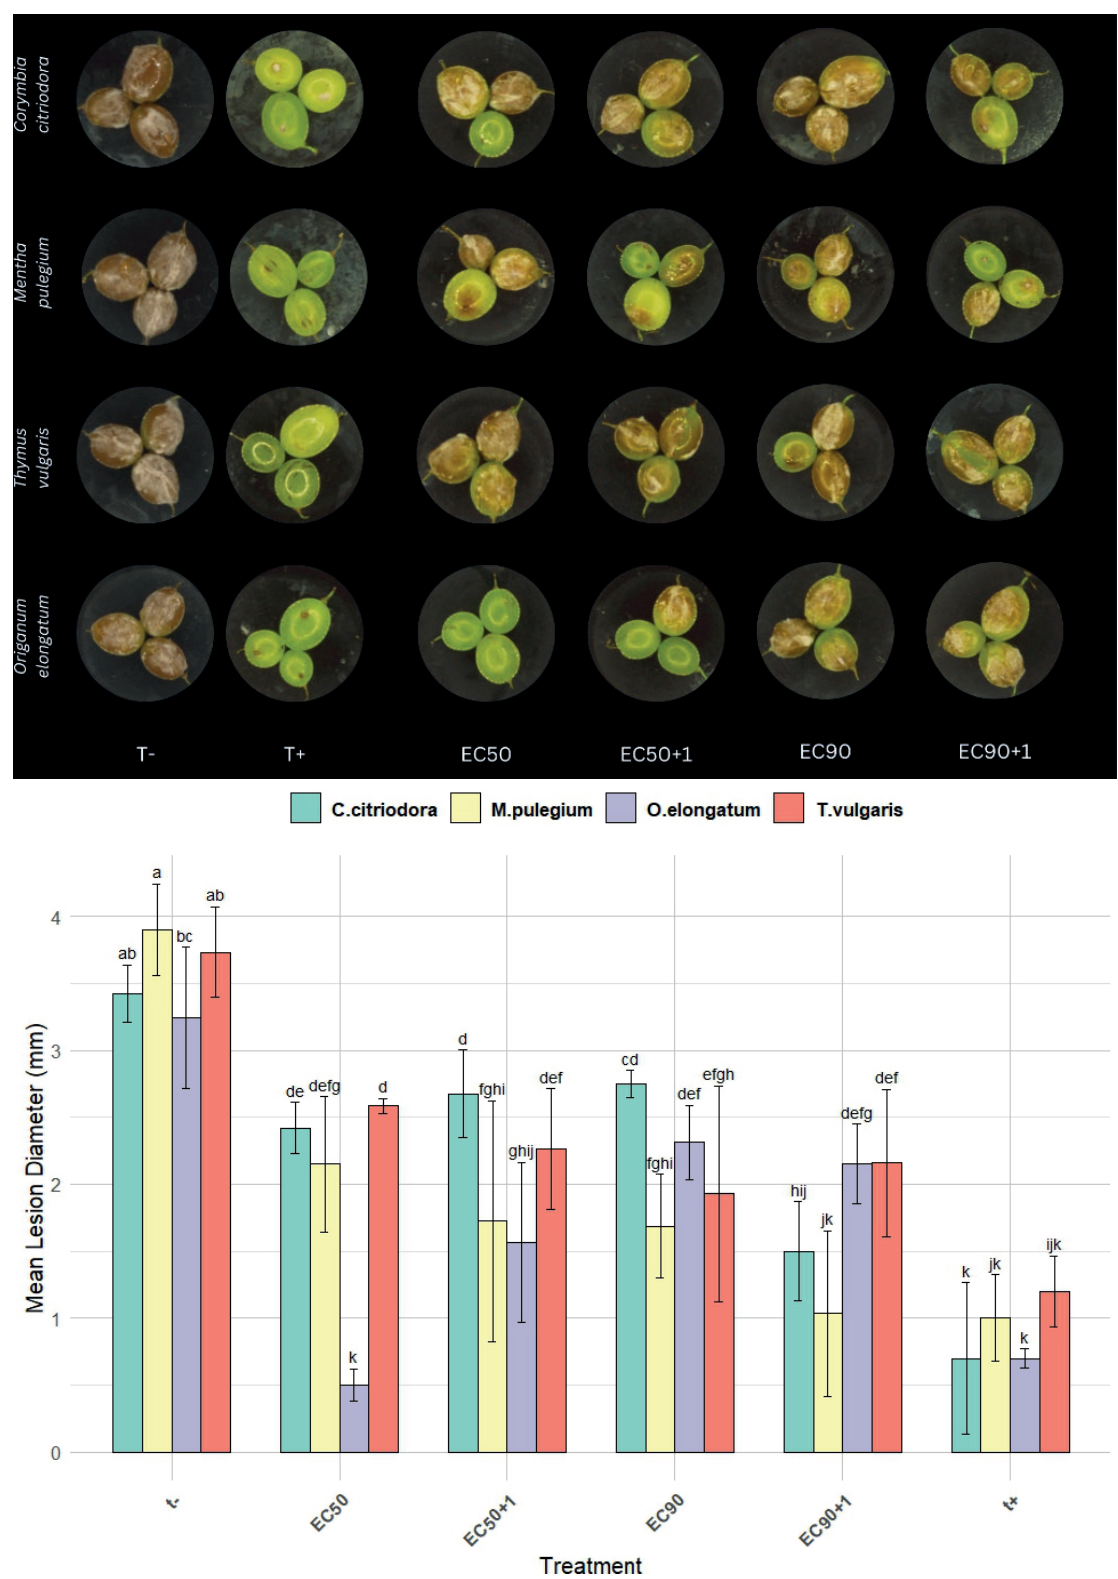 Corymbia
citriodora
Mentha
pulegium
Thymus
vulgaris
Origanum
elongatum
T- T+ EC50 EC50+1 EC90 EC90+1
C.citriodora M.pulegium O.elongatum T.vulgaris
Mean Lesion Diameter (mm)
4
3
2
1
0
ab a bc ab
de defg k d
d fghi ghij def
cd fghi def efgh
hij jk defg def
k jk k ijk
t- EC50 EC50+1 EC90 EC90+1 t+
Treatment